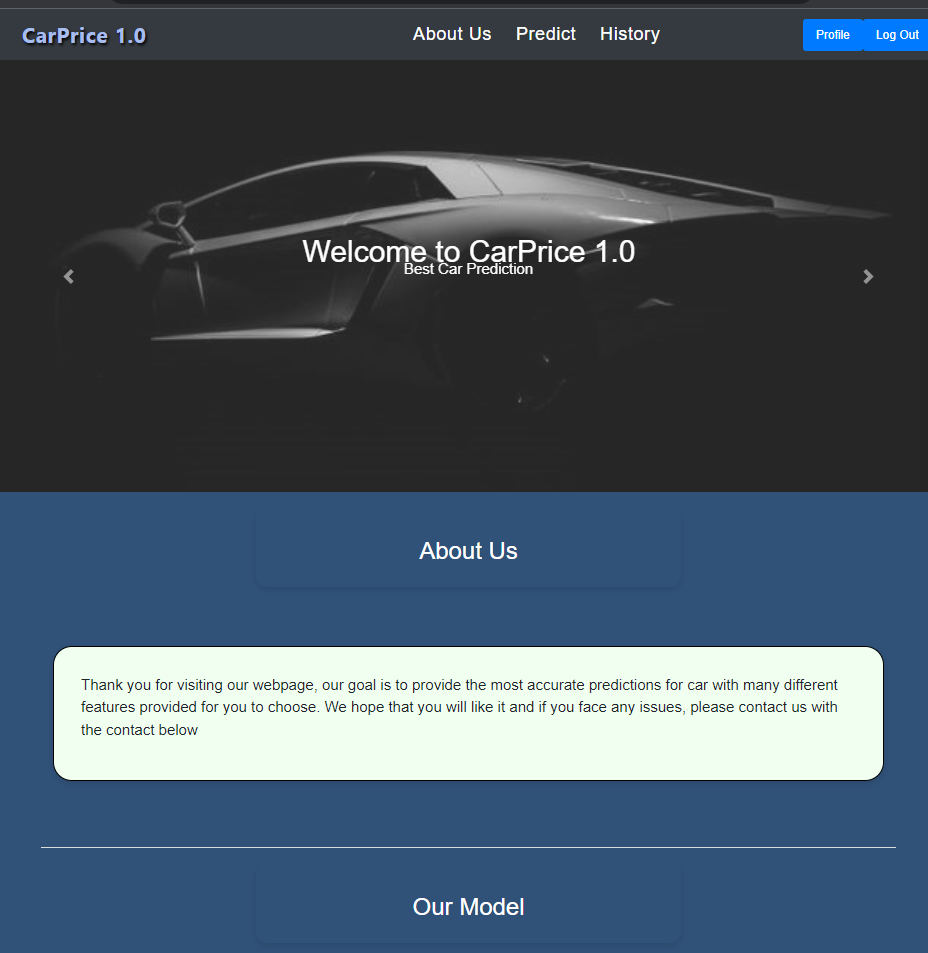 CarPrice 1.0
About Us Predict History
Profile Log Out
Welcome to CarPrice 1.0
Best Car Prediction
About Us
Thank you for visiting our webpage, our goal is to provide the most accurate predictions for car with many different
features provided for you to choose. We hope that you will like it and if you face any issues, please contact us with
the contact below
Our Model